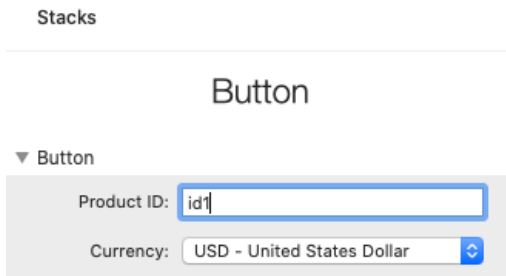 Stacks
Button
Button
Product ID: id1
Currency: USD - United States Dollar